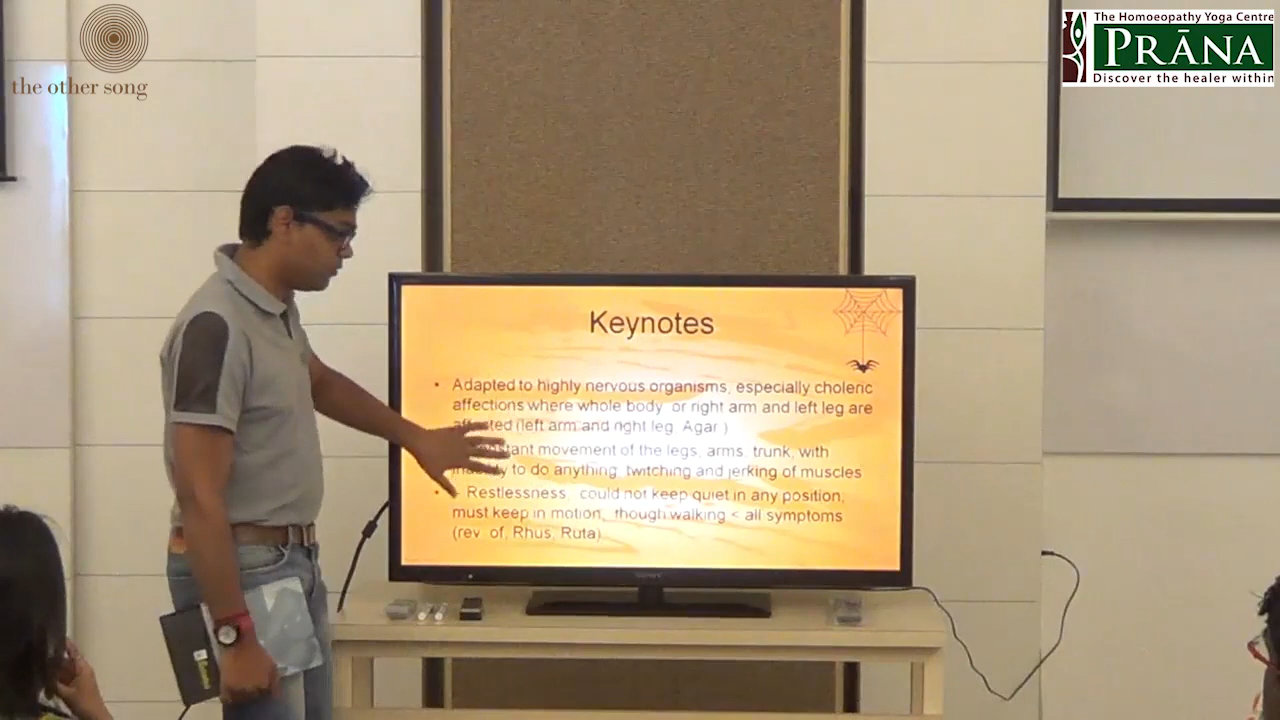 the other song
The Homoeopathy Yoga Centre
PRĀNA
Discover the healer within
Keynotes
• Adapted to highly nervous organisms, especially choleric
affections where whole body or right arm and left leg are
affected (left arm and right leg Agar )
movement of the legs, arms, trunk, with
to do anything, twitching and jerking of muscles
• Restlessness could not keep quiet in any position,
must keep in motion, though walking < all symptoms
(rev of, Rhus, Ruta)
SONY